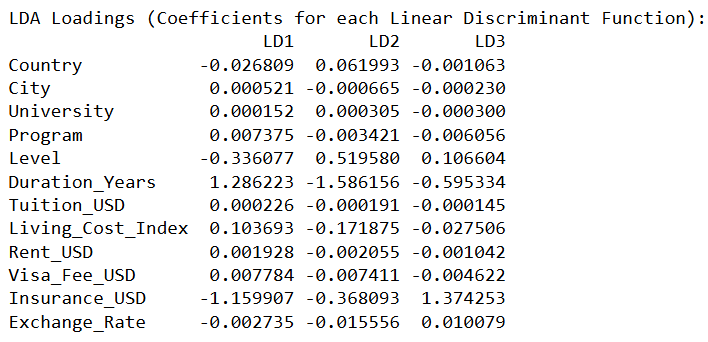 LDA Loadings (Coefficients for each Linear Discriminant Function):
LD1 LD2 LD3
Country -0.026809 0.061993 -0.001063
City 0.000521 -0.000665 -0.000230
University 0.000152 0.000305 -0.000300
Program 0.007375 -0.003421 -0.006056
Level -0.336077 0.519580 0.106604
Duration_Years 1.286223 -1.586156 -0.595334
Tuition_USD 0.000226 -0.000191 -0.000145
Living_Cost_Index 0.103693 -0.171875 -0.027506
Rent_USD 0.001928 -0.002055 -0.001042
Visa_Fee_USD 0.007784 -0.007411 -0.004622
Insurance_USD -1.159907 -0.368093 1.374253
Exchange_Rate -0.002735 -0.015556 0.010079